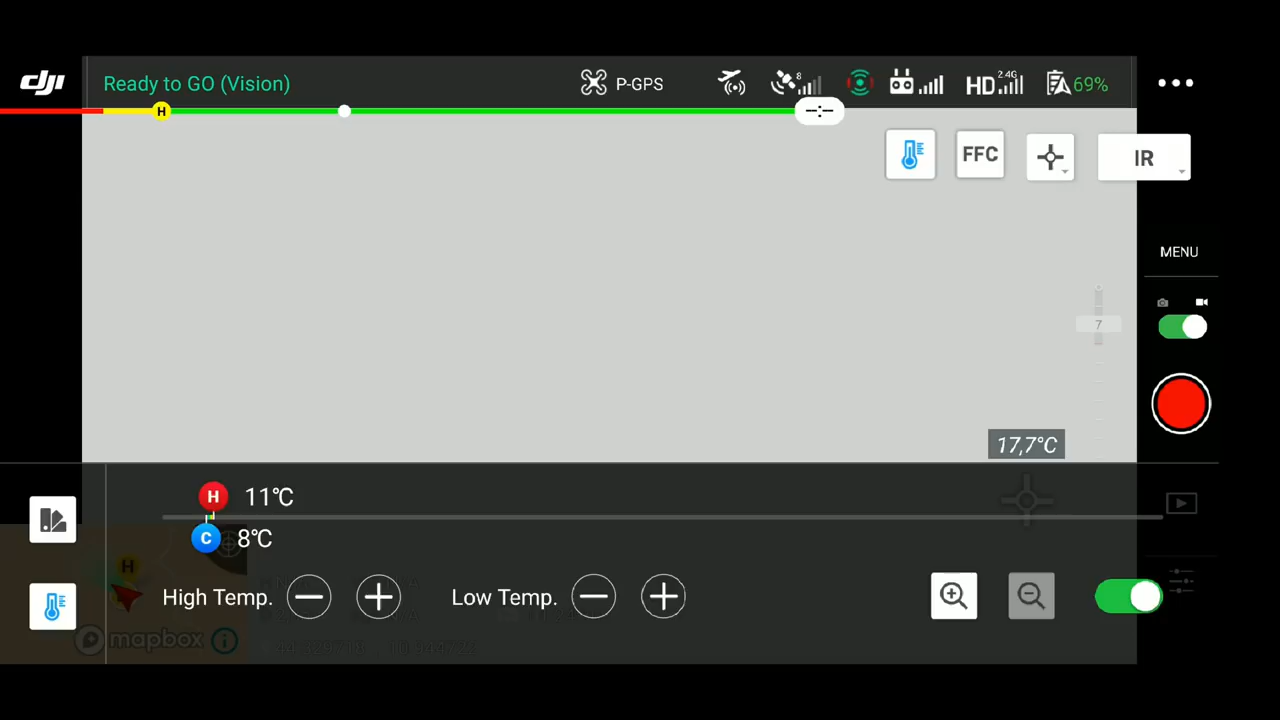 dji Ready to GO (Vision) P-GPS 8 HD 2.4G 69%
H
FFC IR
MENU
7
17,7°C
H 11℃
C 8℃
H
High Temp. Low Temp.
mapbox